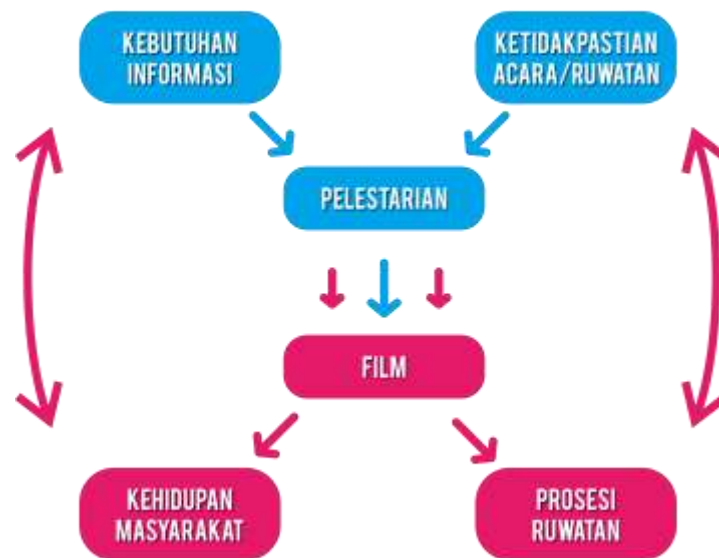 KEBUTUHAN
INFORMASI
KETIDAKPASTIAN
ACARA/RUWATAN
PELESTARIAN
FILM
KEHIDUPAN
MASYARAKAT
PROSESI
RUWATAN